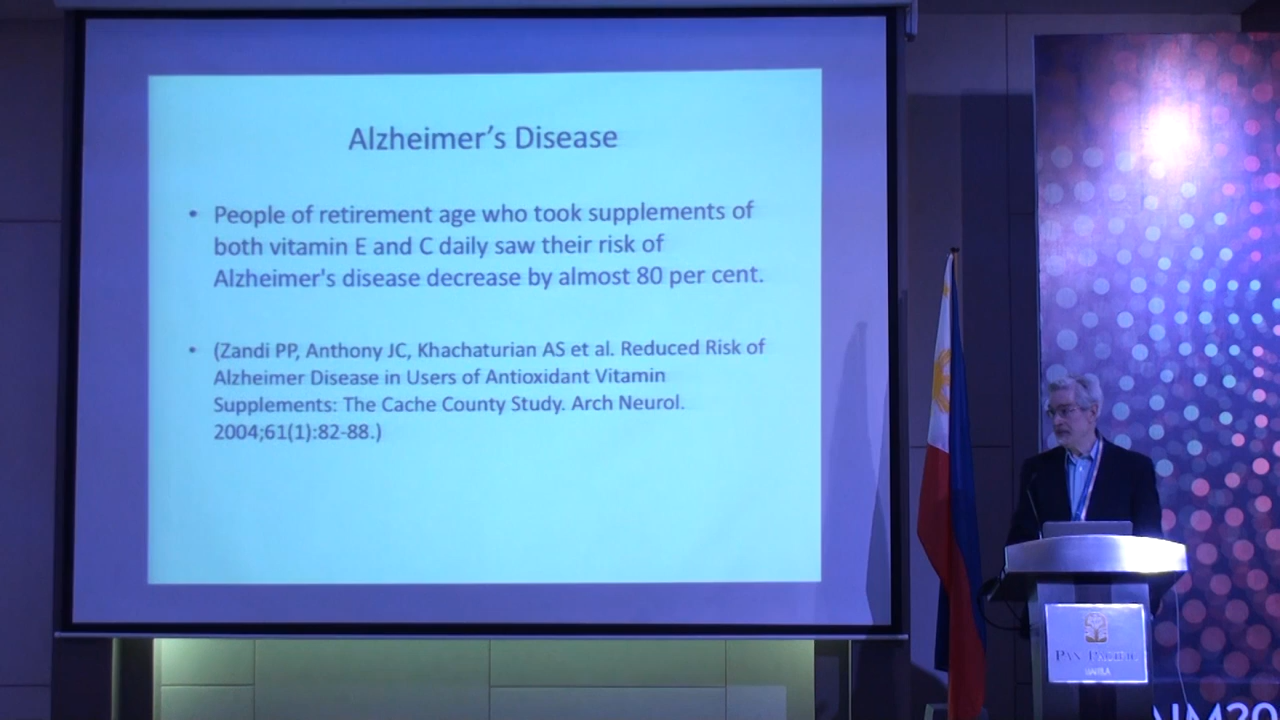 Alzheimer's Disease
• People of retirement age who took supplements of
both vitamin E and C daily saw their risk of
Alzheimer's disease decrease by almost 80 per cent.
• (Zandi PP, Anthony JC, Khachaturian AS et al. Reduced Risk of
Alzheimer Disease in Users of Antioxidant Vitamin
Supplements: The Cache County Study. Arch Neurol.
2004;61(1):82-88.)
PAN PACIFIC
MANILA